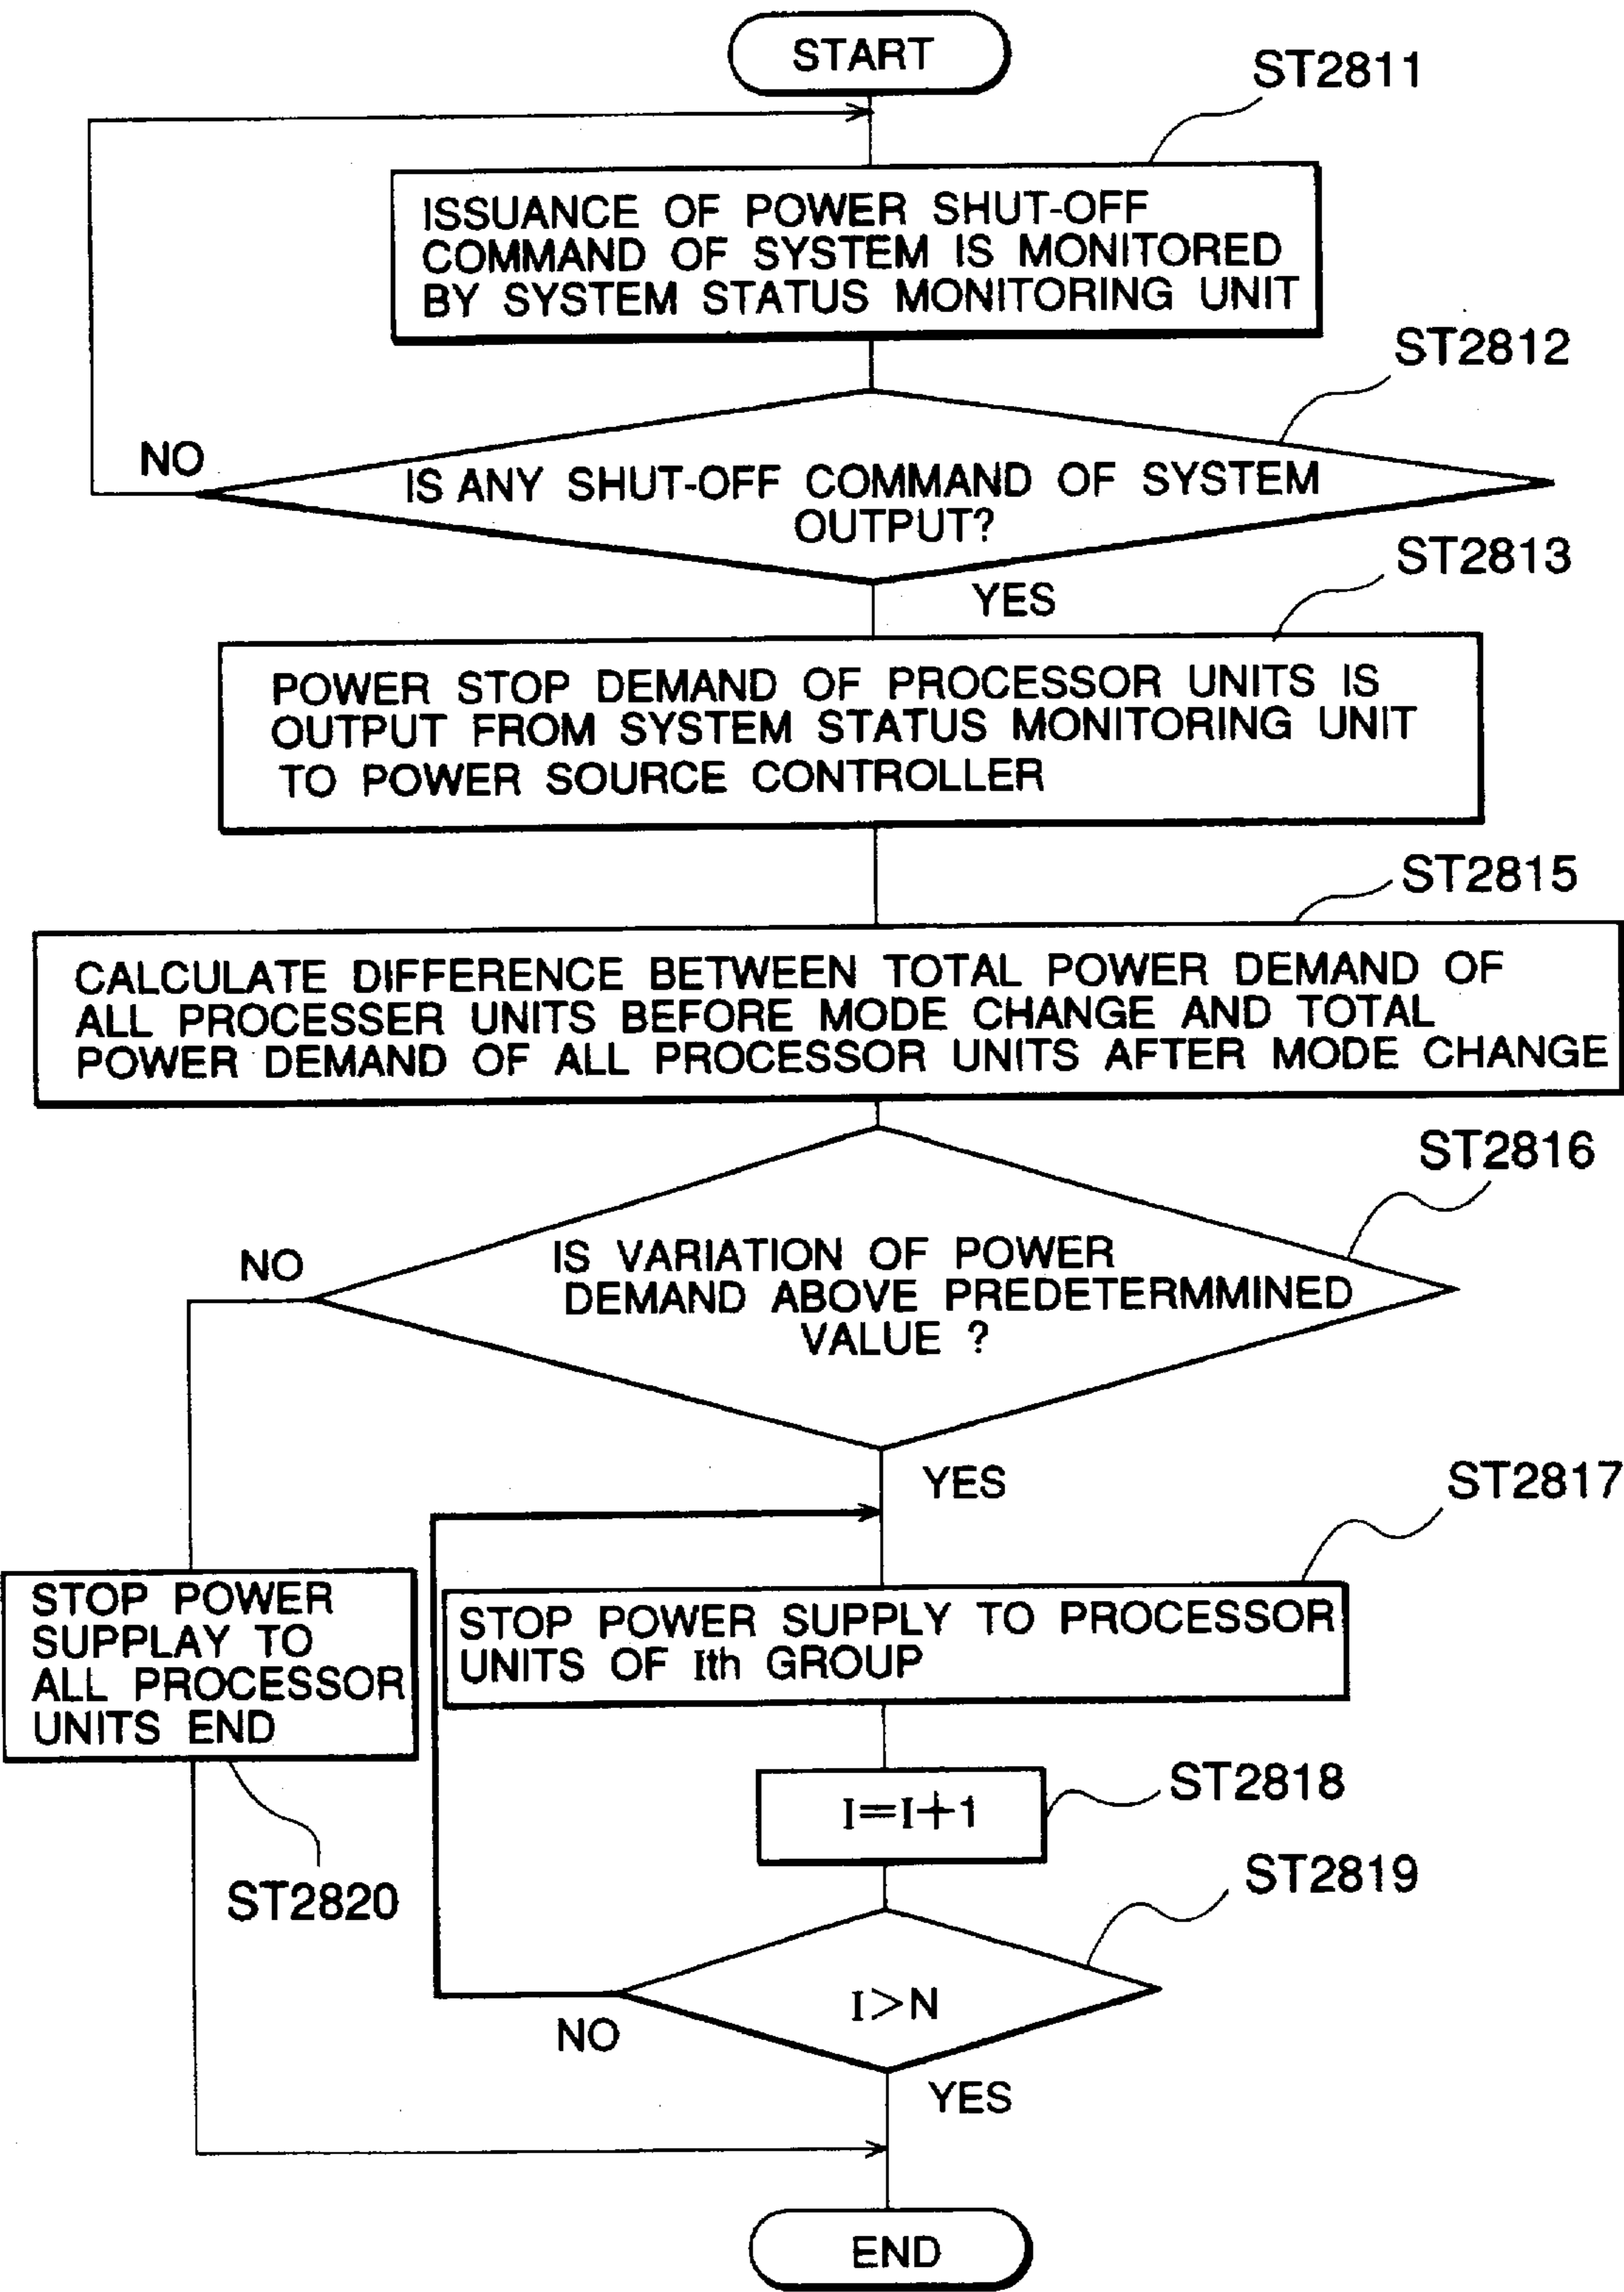 START
ST2811
ISSUANCE OF POWER SHUT-OFF
COMMAND OF SYSTEM IS MONITORED
BY SYSTEM STATUS MONITORING UNIT
ST2812
NO
IS ANY SHUT-OFF COMMAND OF SYSTEM
OUTPUT?
ST2813
YES
POWER STOP DEMAND OF PROCESSOR UNITS IS
OUTPUT FROM SYSTEM STATUS MONITORING UNIT
TO POWER SOURCE CONTROLLER
ST2815
CALCULATE DIFFERENCE BETWEEN TOTAL POWER DEMAND OF
ALL PROCESSER UNITS BEFORE MODE CHANGE AND TOTAL
POWER DEMAND OF ALL PROCESSOR UNITS AFTER MODE CHANGE
ST2816
NO
IS VARIATION OF POWER
DEMAND ABOVE PREDETERMMINED
VALUE ?
YES
ST2817
STOP POWER
SUPPLAY TO
ALL PROCESSOR
UNITS END
STOP POWER SUPPLY TO PROCESSOR
UNITS OF Ith GROUP
ST2818
I=I+1
ST2820
ST2819
I>N
NO
YES
END